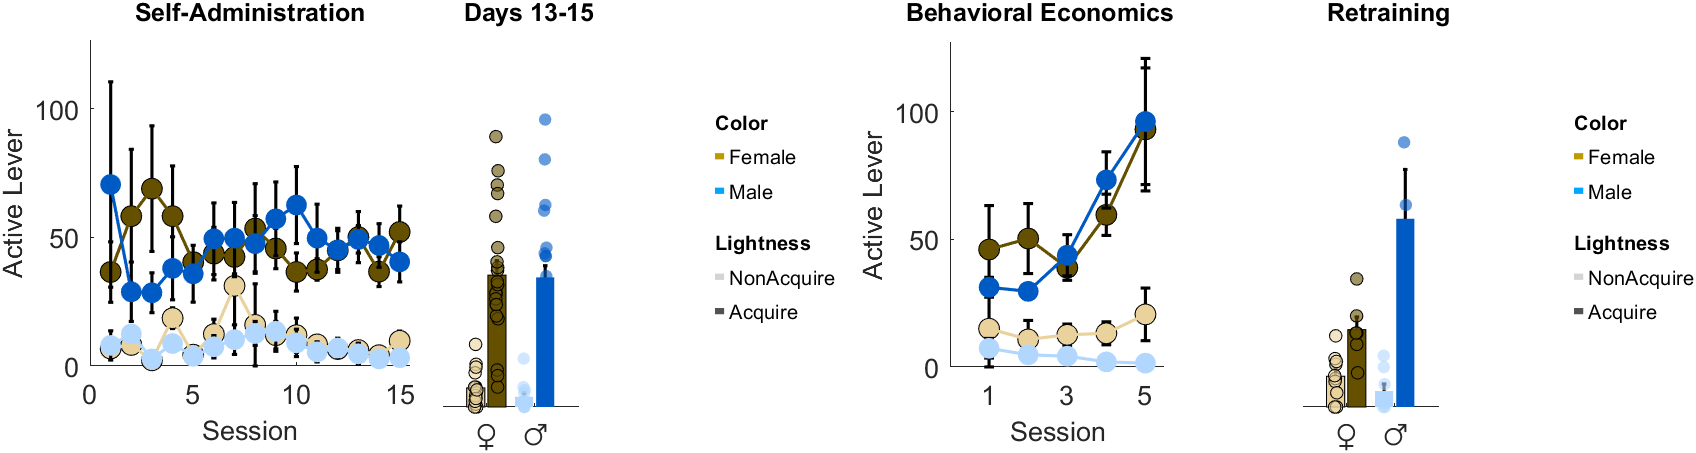 Self-Administration
Days 13-15
Behavioral Economics
Retraining
Active Lever
100
50
0
0
5
10
15
Session
♀
♂
Color
Female
Male
Lightness
NonAcquire
Acquire
Active Lever
100
50
0
1
3
5
Session
♀
♂
Color
Female
Male
Lightness
NonAcquire
Acquire